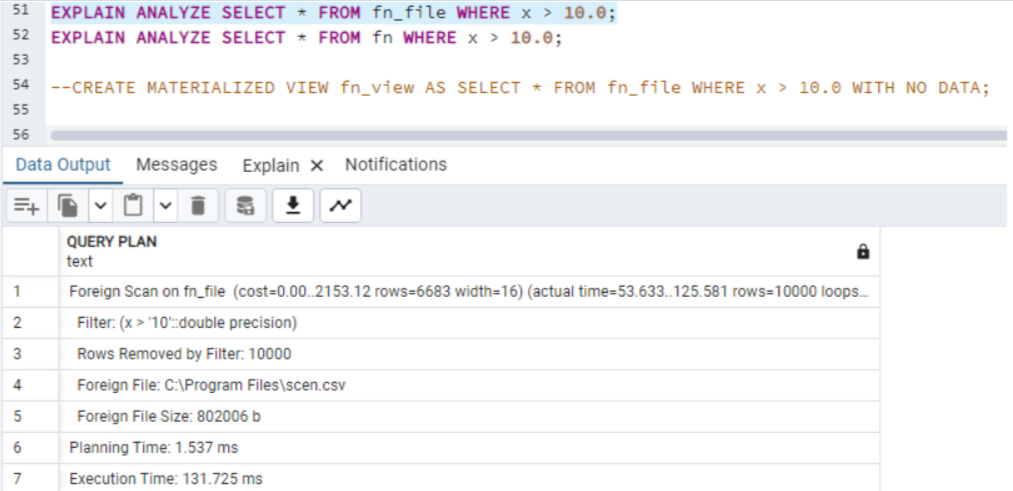 51 EXPLAIN ANALYZE SELECT * FROM fn_file WHERE x > 10.0;
52 EXPLAIN ANALYZE SELECT * FROM fn WHERE x > 10.0;
53
54 --CREATE MATERIALIZED VIEW fn_view AS SELECT * FROM fn_file WHERE x > 10.0 WITH NO DATA;
55
56
Data Output Messages Explain × Notifications
QUERY PLAN
text
1 Foreign Scan on fn_file (cost=0.00..2153.12 rows=6683 width=16) (actual time=53.633..125.581 rows=10000 loops...
2 Filter: (x > '10'::double precision)
3 Rows Removed by Filter: 10000
4 Foreign File: C:\Program Files\scen.csv
5 Foreign File Size: 802006 b
6 Planning Time: 1.537 ms
7 Execution Time: 131.725 ms